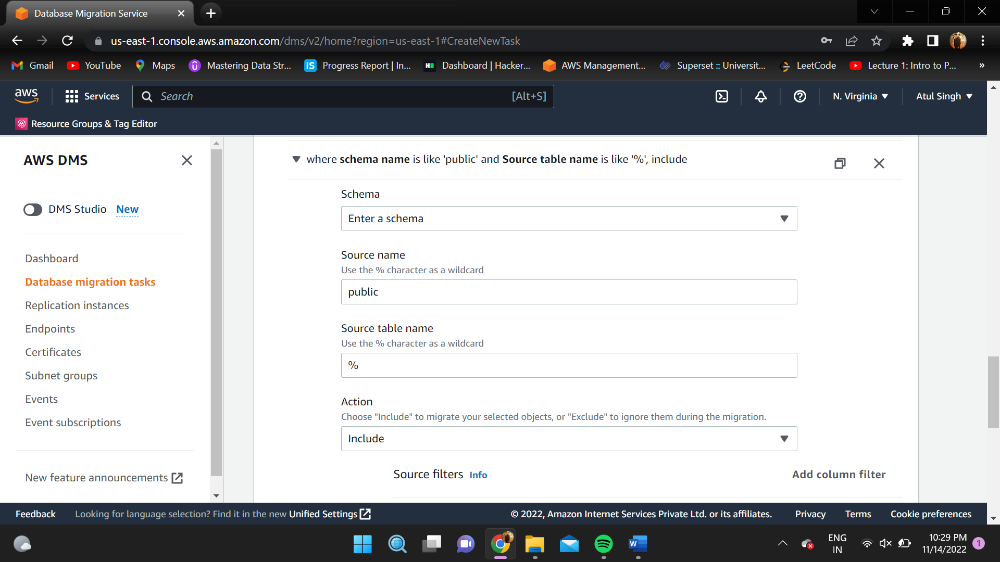 Database Migration Service
us-east-1.console.aws.amazon.com/dms/v2/home?region=us-east-1#CreateNewTask
Gmail
YouTube
Maps
Mastering Data Str...
IS
Progress Report | In...
Dashboard | Hacker...
AWS Management...
Superset :: Universit...
LeetCode
Lecture 1: Intro to P...
»
aws
Services
Search
[Alt+S]
N. Virginia
Atul Singh
Resource Groups & Tag Editor
AWS DMS
DMS Studio New
Dashboard
Database migration tasks
Replication instances
Endpoints
Certificates
Subnet groups
Events
Event subscriptions
New feature announcements
where schema name is like 'public' and Source table name is like '%', include
Schema
Enter a schema
Source name
Use the % character as a wildcard
public
Source table name
Use the % character as a wildcard
%
Action
Choose "Include" to migrate your selected objects, or "Exclude" to ignore them during the migration.
Include
Source filters Info
Add column filter
Feedback
Looking for language selection? Find it in the new Unified Settings
© 2022, Amazon Internet Services Private Ltd. or its affiliates.
Privacy
Terms
Cookie preferences
W
ENG
IN
10:29 PM
11/14/2022
1